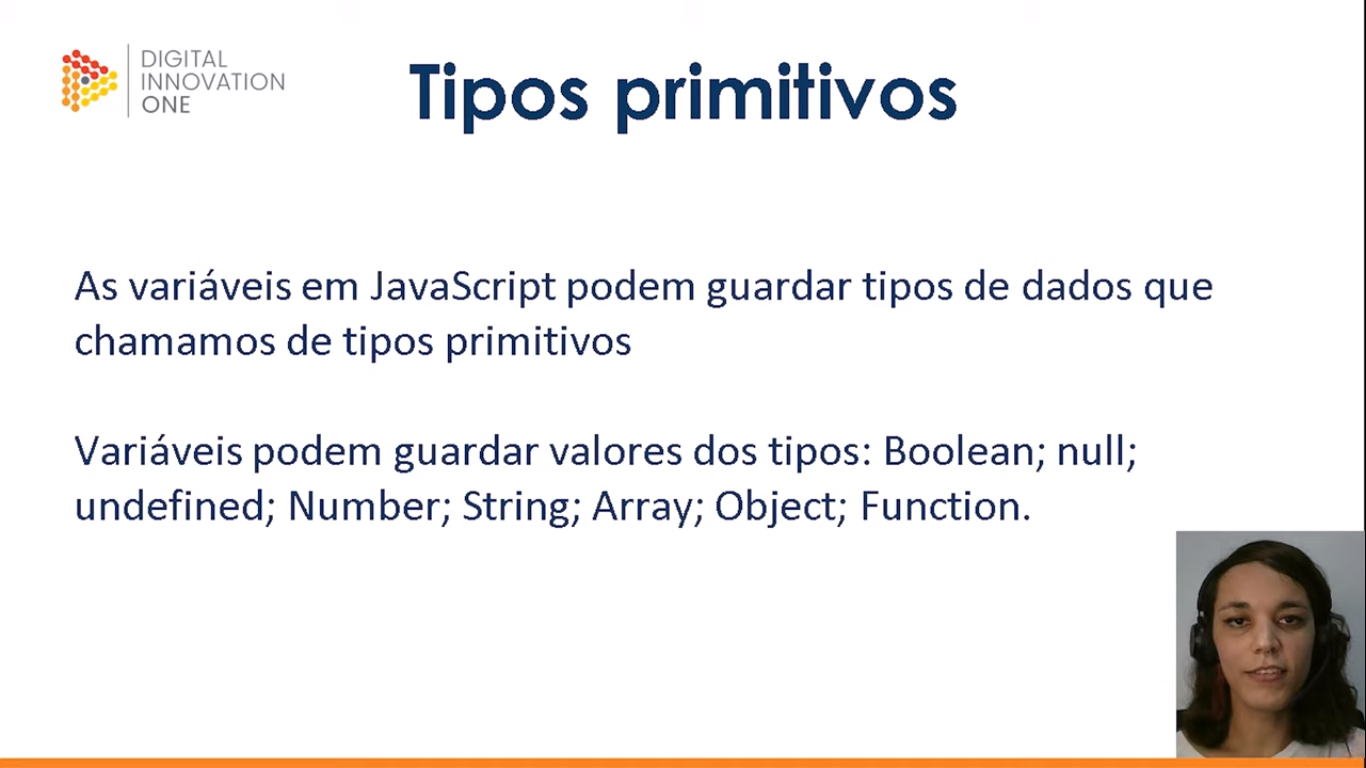 DIGITAL
INNOVATION
ONE
Tipos primitivos
As variáveis em JavaScript podem guardar tipos de dados que
chamamos de tipos primitivos
Variáveis podem guardar valores dos tipos: Boolean; null;
undefined; Number; String; Array; Object; Function.